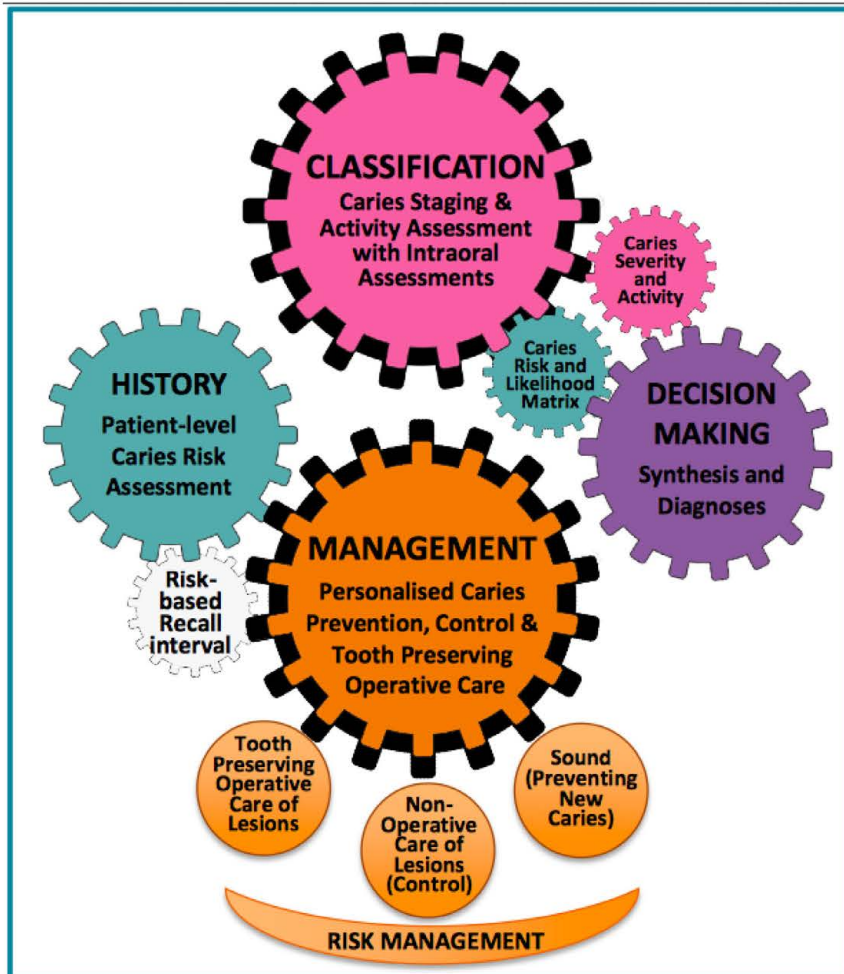 CLASSIFICATION
Caries Staging &
Activity Assessment
with Intraoral
Assessments
Caries
Severity
and
Activity
Caries
Risk and
Likelihood
Matrix
HISTORY
Patient-level
Caries Risk
Assessment
DECISION
MAKING
Synthesis and
Diagnoses
MANAGEMENT
Personalised Caries
Prevention, Control &
Tooth Preserving
Operative Care
Risk-
based
Recall
interval
Tooth
Preserving
Operative
Care of
Lesions
Non-
Operative
Care of
Lesions
(Control)
Sound
(Preventing
New
Caries)
RISK MANAGEMENT